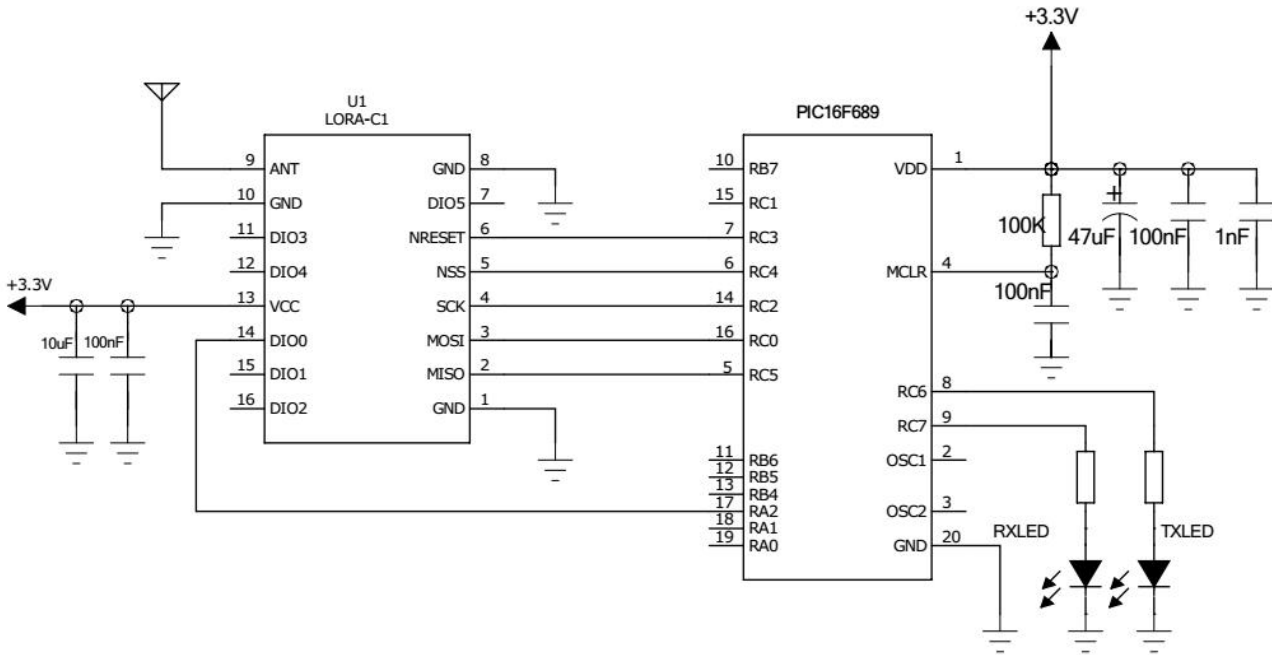 +3.3V
U1
LORA-C1
PIC16F689
9 ANT GND 8
10 GND DIO5 7
11 DIO3 NRESET 6
12 DIO4 NSS 5
+3.3V
13 VCC SCK 4
14 DIO0 MOSI 3
15 DIO1 MISO 2
16 DIO2 GND 1
10uF 100nF
10 RB7 VDD 1
15 RC1
7 RC3
6 RC4 MCLR 4
14 RC2
16 RC0
5 RC5
RC6 8
RC7 9
11 RB6 OSC1 2
12 RB5
13 RB4
17 RA2 OSC2 3
18 RA1
19 RA0 GND 20
100K 47uF 100nF 1nF
+
100nF
RXLED TXLED